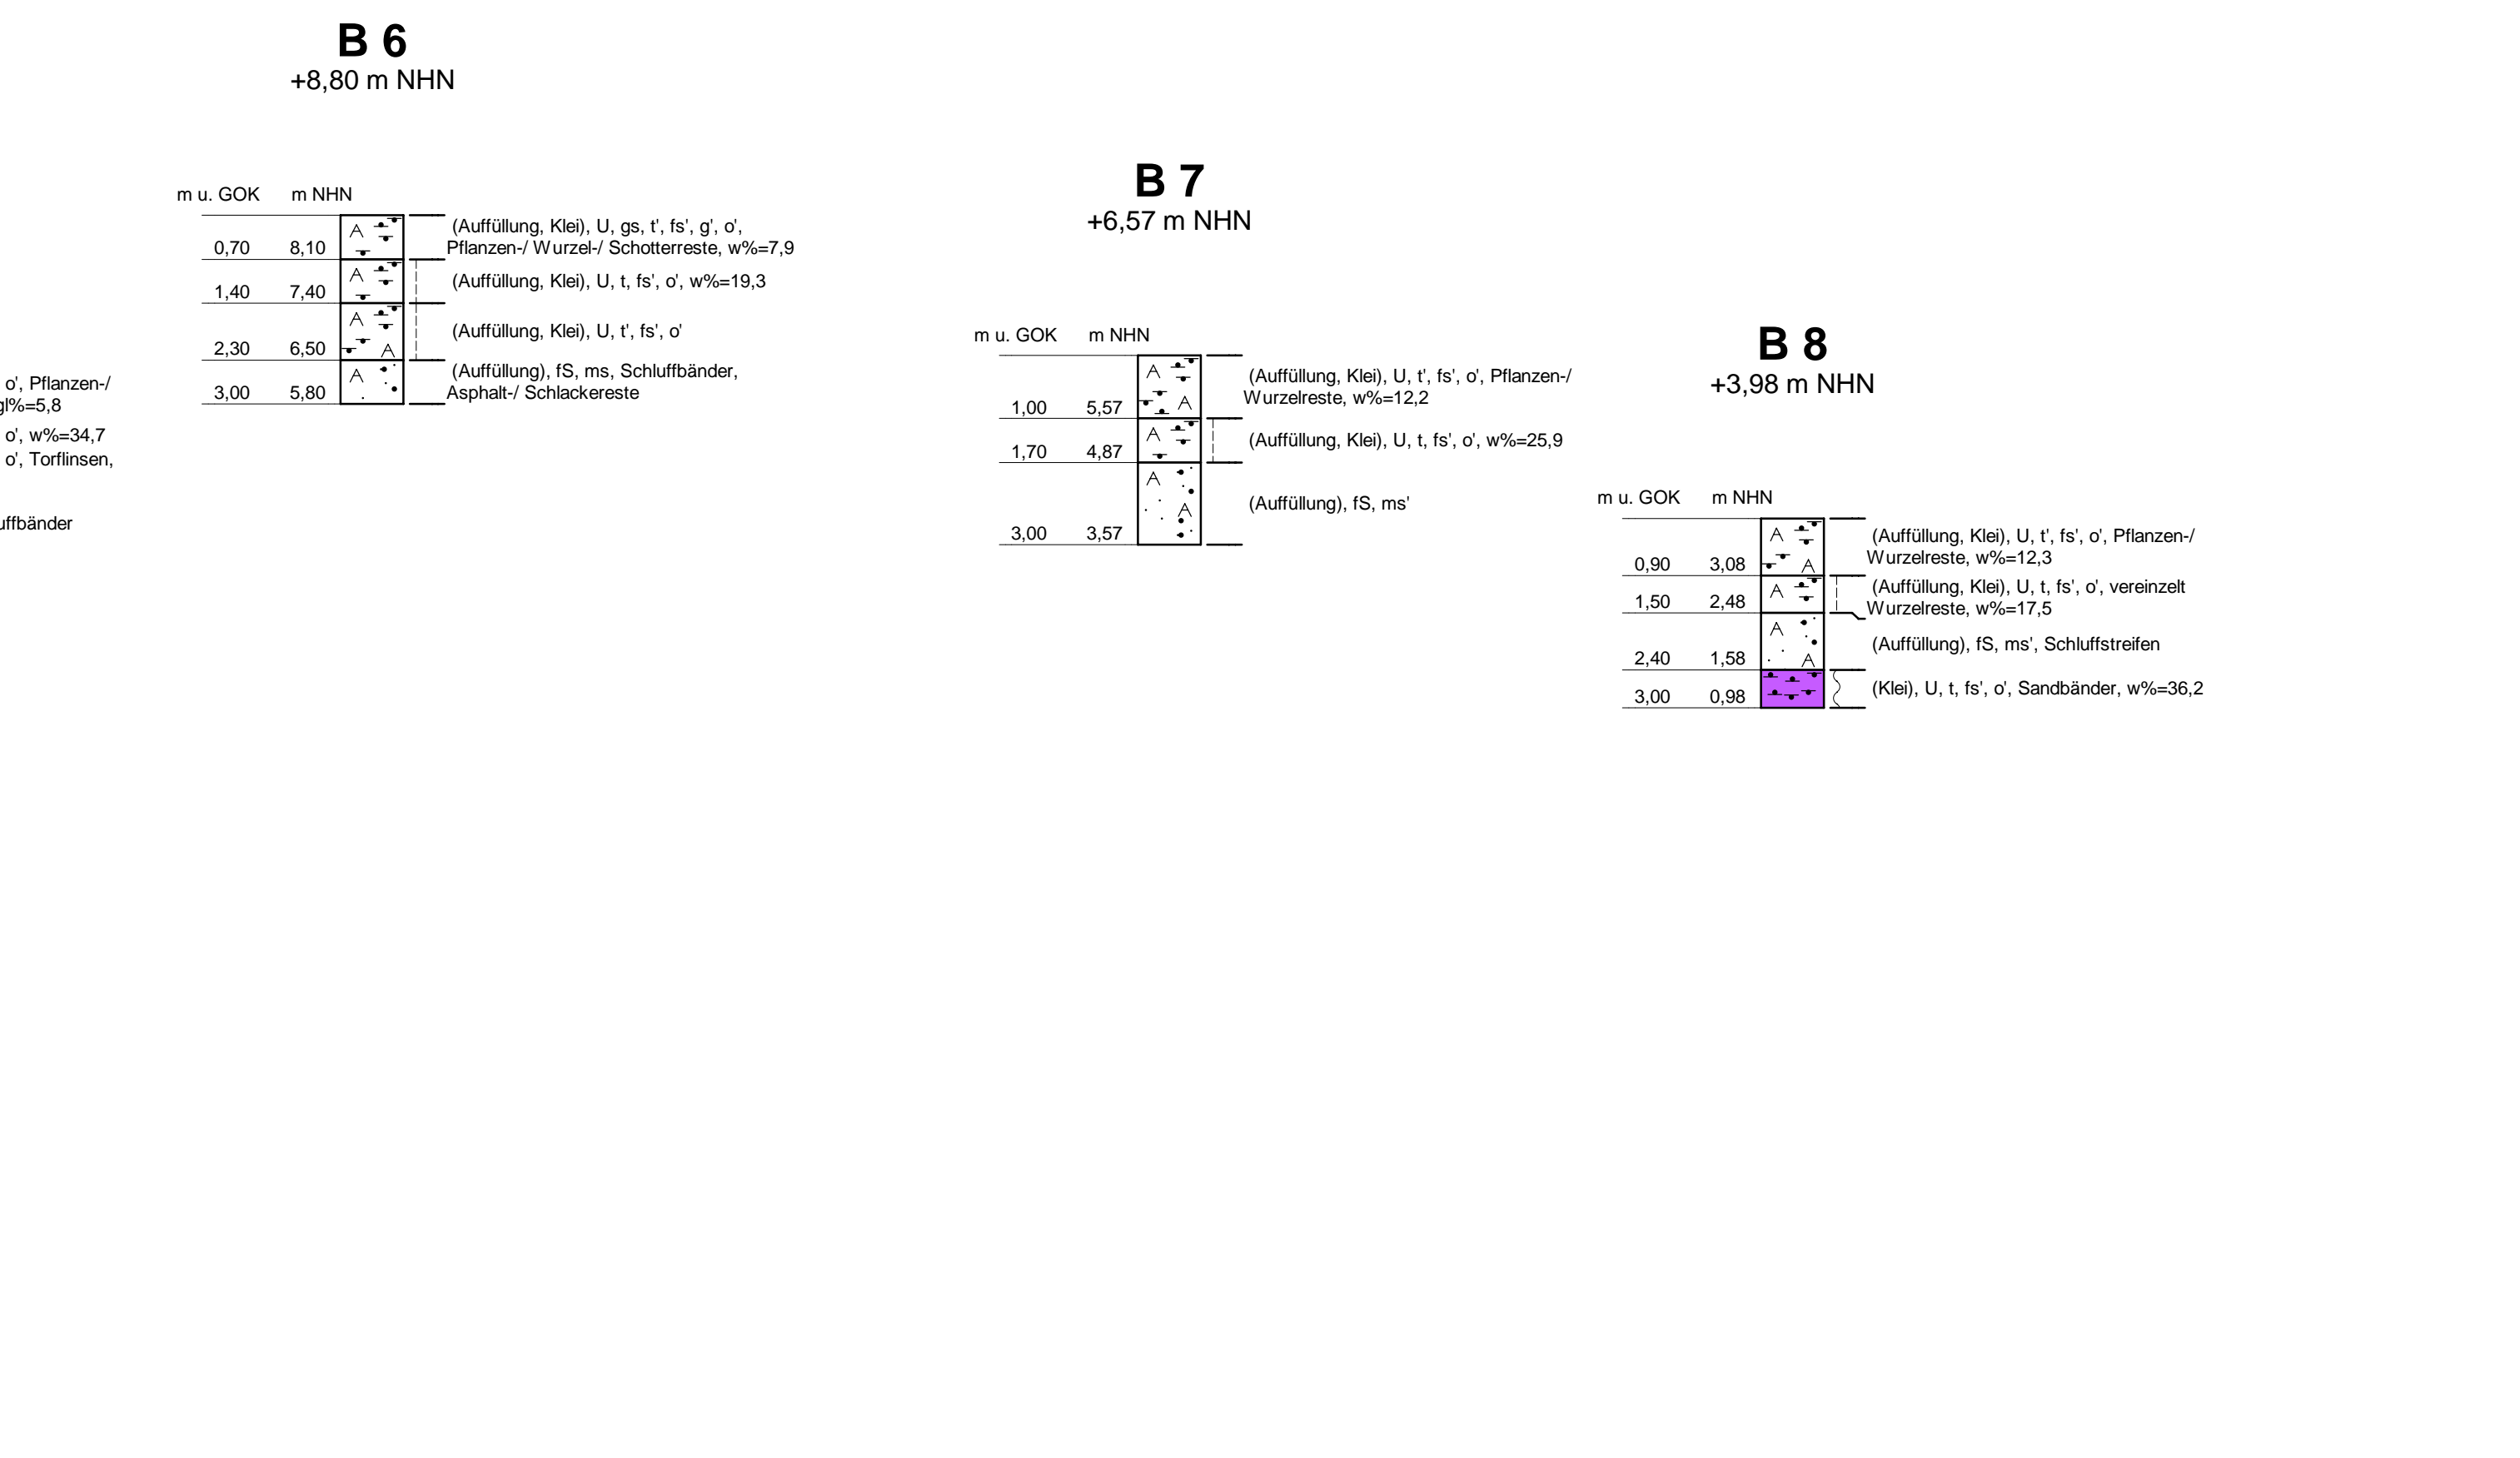 B 6
+8,80 m NHN
m u. GOK m NHN
(Auffüllung, Klei), U, gs, t', fs', g', o',
0,70 8,10 Pflanzen-/ Wurzel-/ Schotterreste, w%=7,9
(Auffüllung, Klei), U, t, fs', o', w%=19,3
1,40 7,40
(Auffüllung, Klei), U, t', fs', o'
2,30 6,50
(Auffüllung), fS, ms, Schluffbänder,
3,00 5,80 Asphalt-/ Schlackereste
A
A
A
A
A
o', Pflanzen-/
gl%=5,8
o', w%=34,7
o', Torflinsen,
uffbänder
B 7
+6,57 m NHN
m u. GOK m NHN
(Auffüllung, Klei), U, t', fs', o', Pflanzen-/
1,00 5,57 Wurzelreste, w%=12,2
(Auffüllung, Klei), U, t, fs', o', w%=25,9
1,70 4,87
(Auffüllung), fS, ms'
3,00 3,57
A
A
A
A
A
B 8
+3,98 m NHN
m u. GOK m NHN
(Auffüllung, Klei), U, t', fs', o', Pflanzen-/
0,90 3,08 Wurzelreste, w%=12,3
(Auffüllung, Klei), U, t, fs', o', vereinzelt
1,50 2,48 Wurzelreste, w%=17,5
(Auffüllung), fS, ms', Schluffstreifen
2,40 1,58
(Klei), U, t, fs', o', Sandbänder, w%=36,2
3,00 0,98
A
A
A
A
A